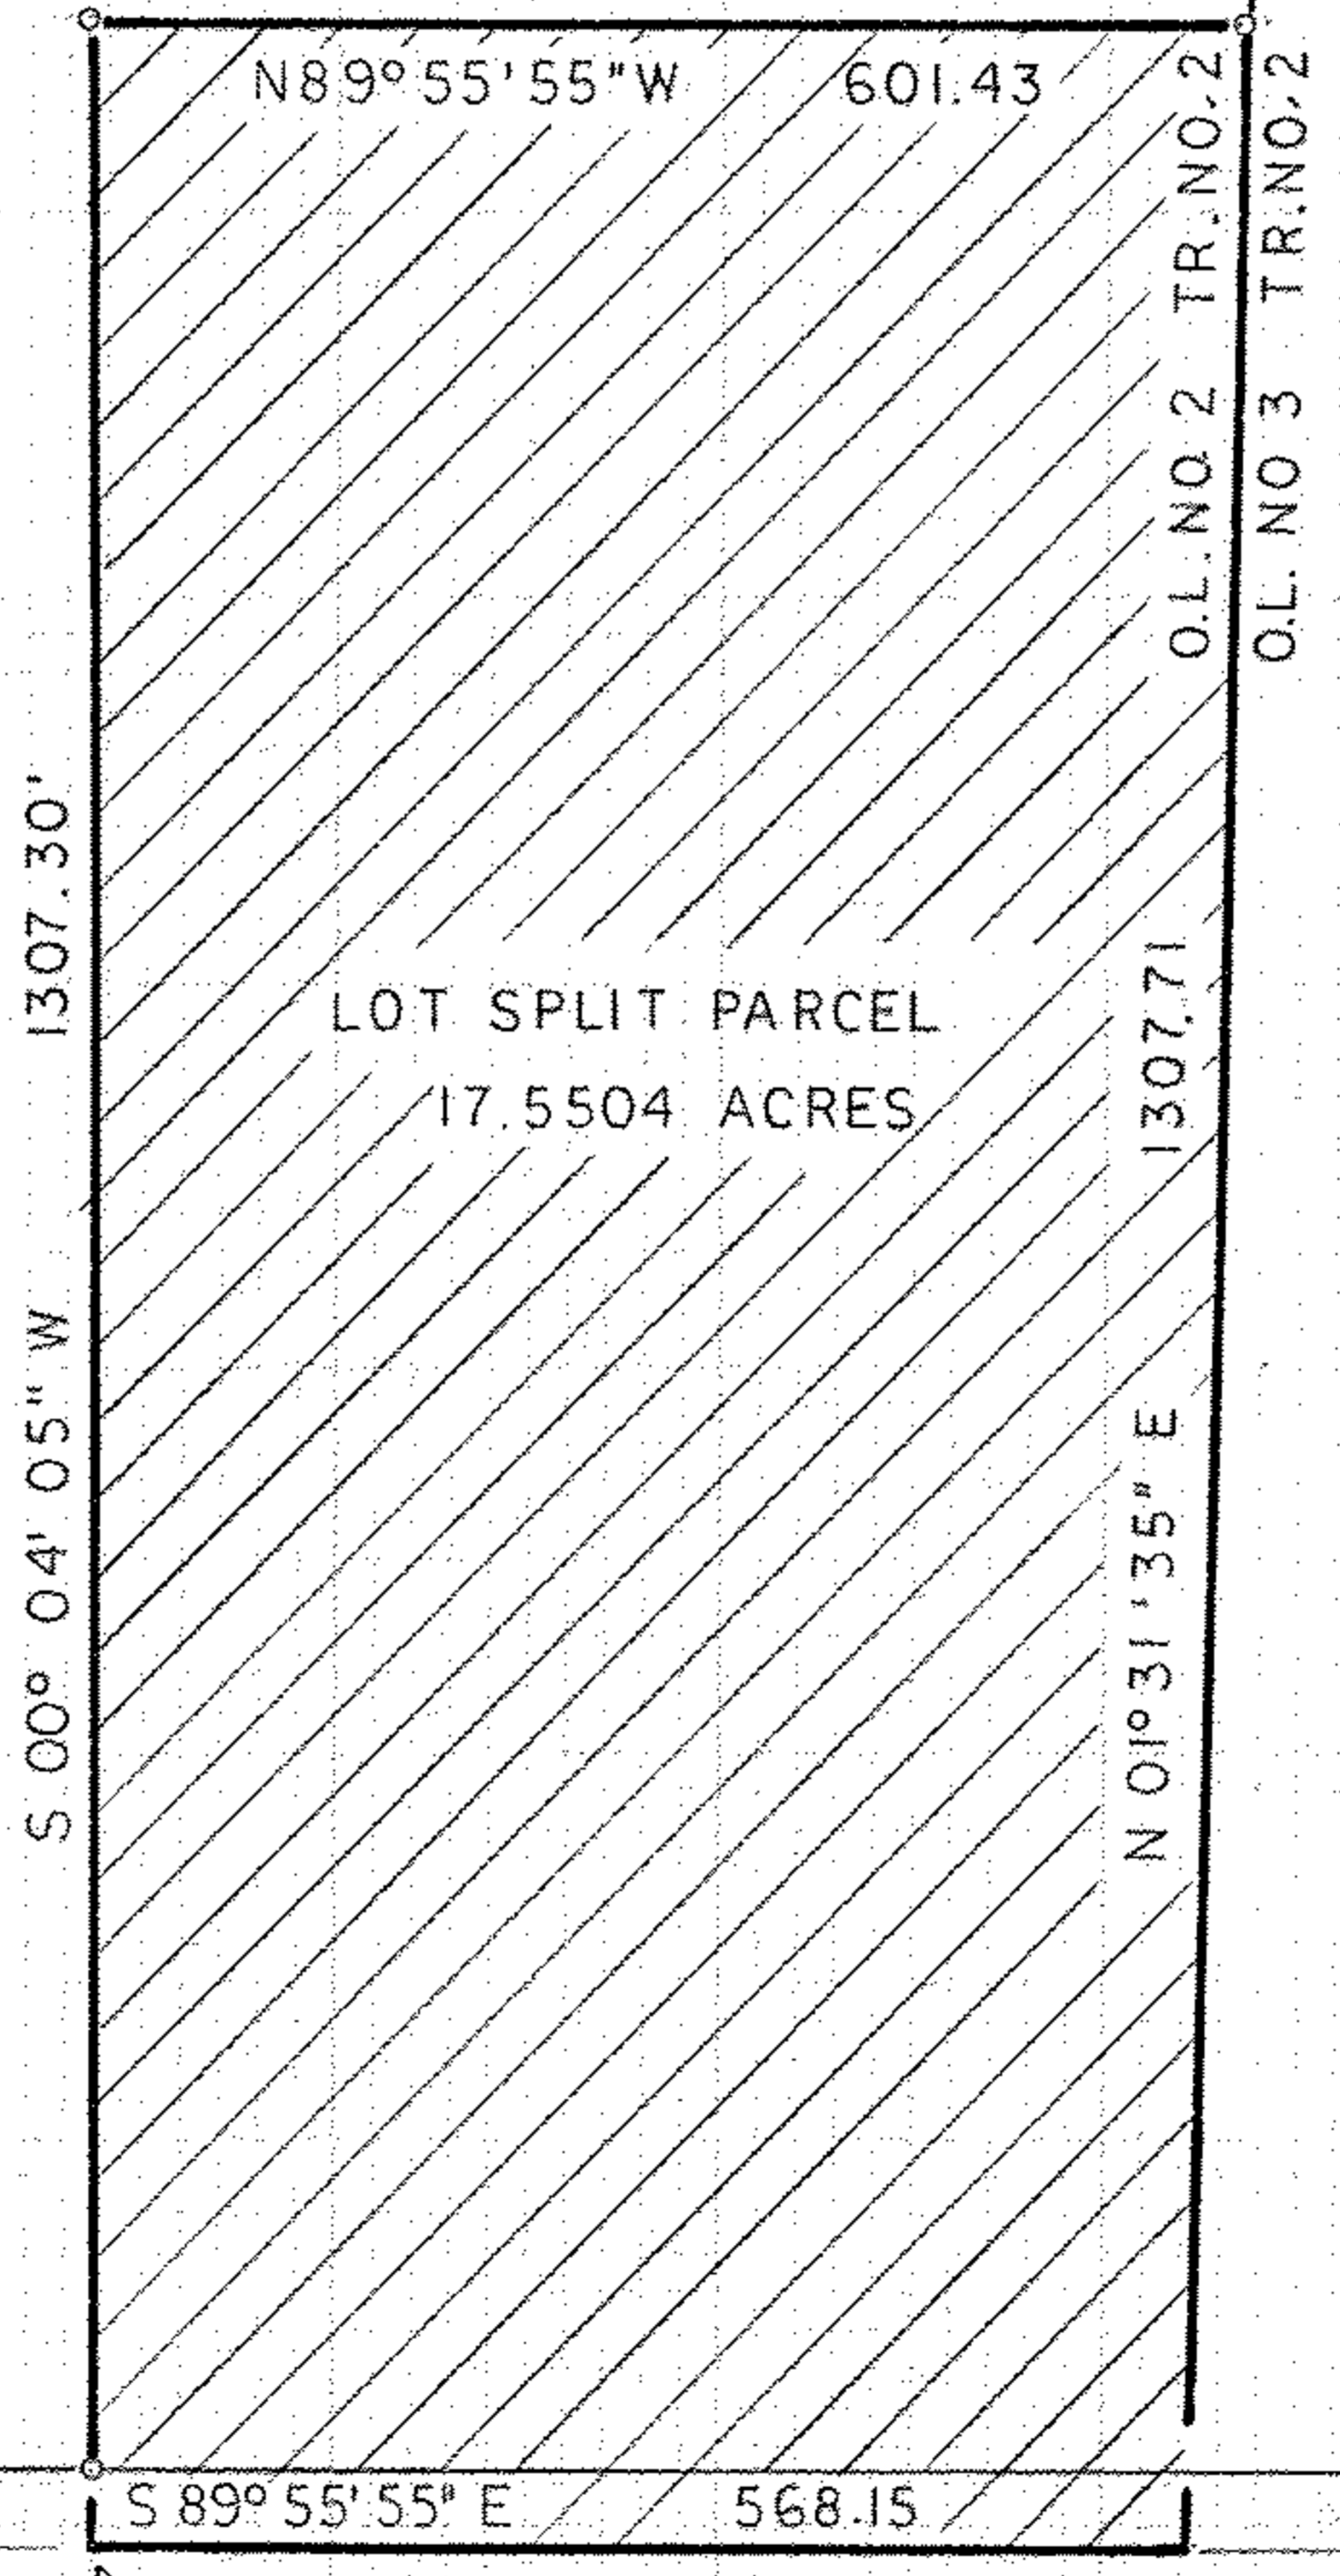 N89° 55' 55" W 601.43
O.L. NO 2 TR. NO. 2
O.L. NO 3 TR. NO. 2
S 00° 04' 05" W 1307.30'
LOT SPLIT PARCEL
17.5504 ACRES
N 01° 31' 35" E 1307.71
S 89° 55' 55" E 568.15